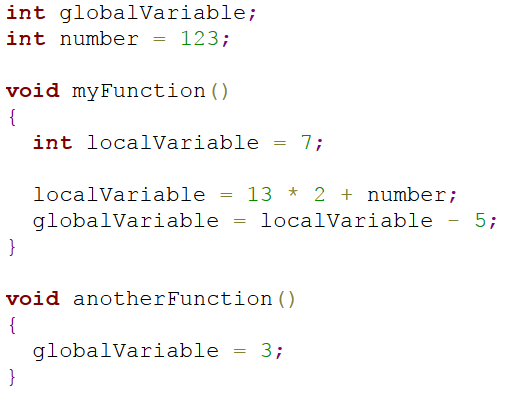 int globalVariable;
int number = 123;

void myFunction()
{
  int localVariable = 7;

  localVariable = 13 * 2 + number;
  globalVariable = localVariable - 5;
}

void anotherFunction()
{
  globalVariable = 3;
}